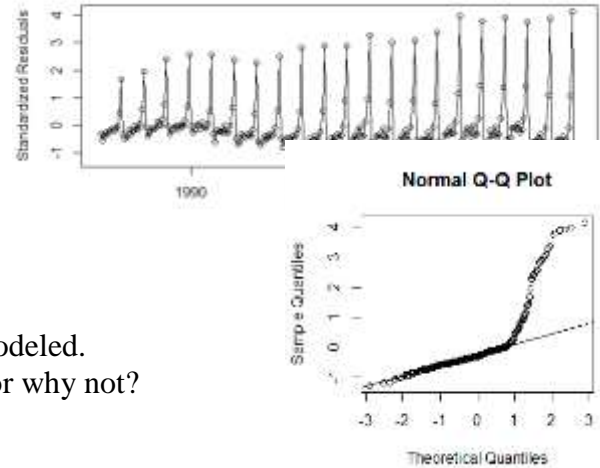 Standardized Residuals
4
3
2
1
0
-1
1990
Normal Q-Q Plot
Sample Quantiles
4
3
2
1
0
-3 -2 -1 0 1 2 3
Theoretical Quantiles
odeled.
or why not?